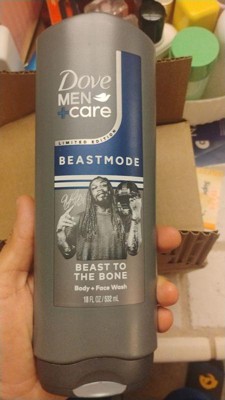 Dove
MEN
+care
LIMITED EDITION
BEASTMODE
BEAST TO
THE BONE
Body + Face Wash
18 FL OZ / 532 mL